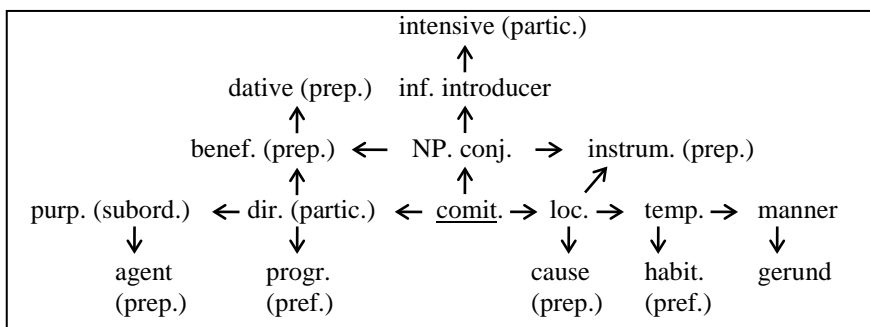 intensive (partic.)
dative (prep.) inf. introducer
benef. (prep.) NP. conj. instrum. (prep.)
purp. (subord.) dir. (partic.) comit. loc. temp. manner
agent progr. cause habit. gerund
(prep.) (pref.) (prep.) (pref.)